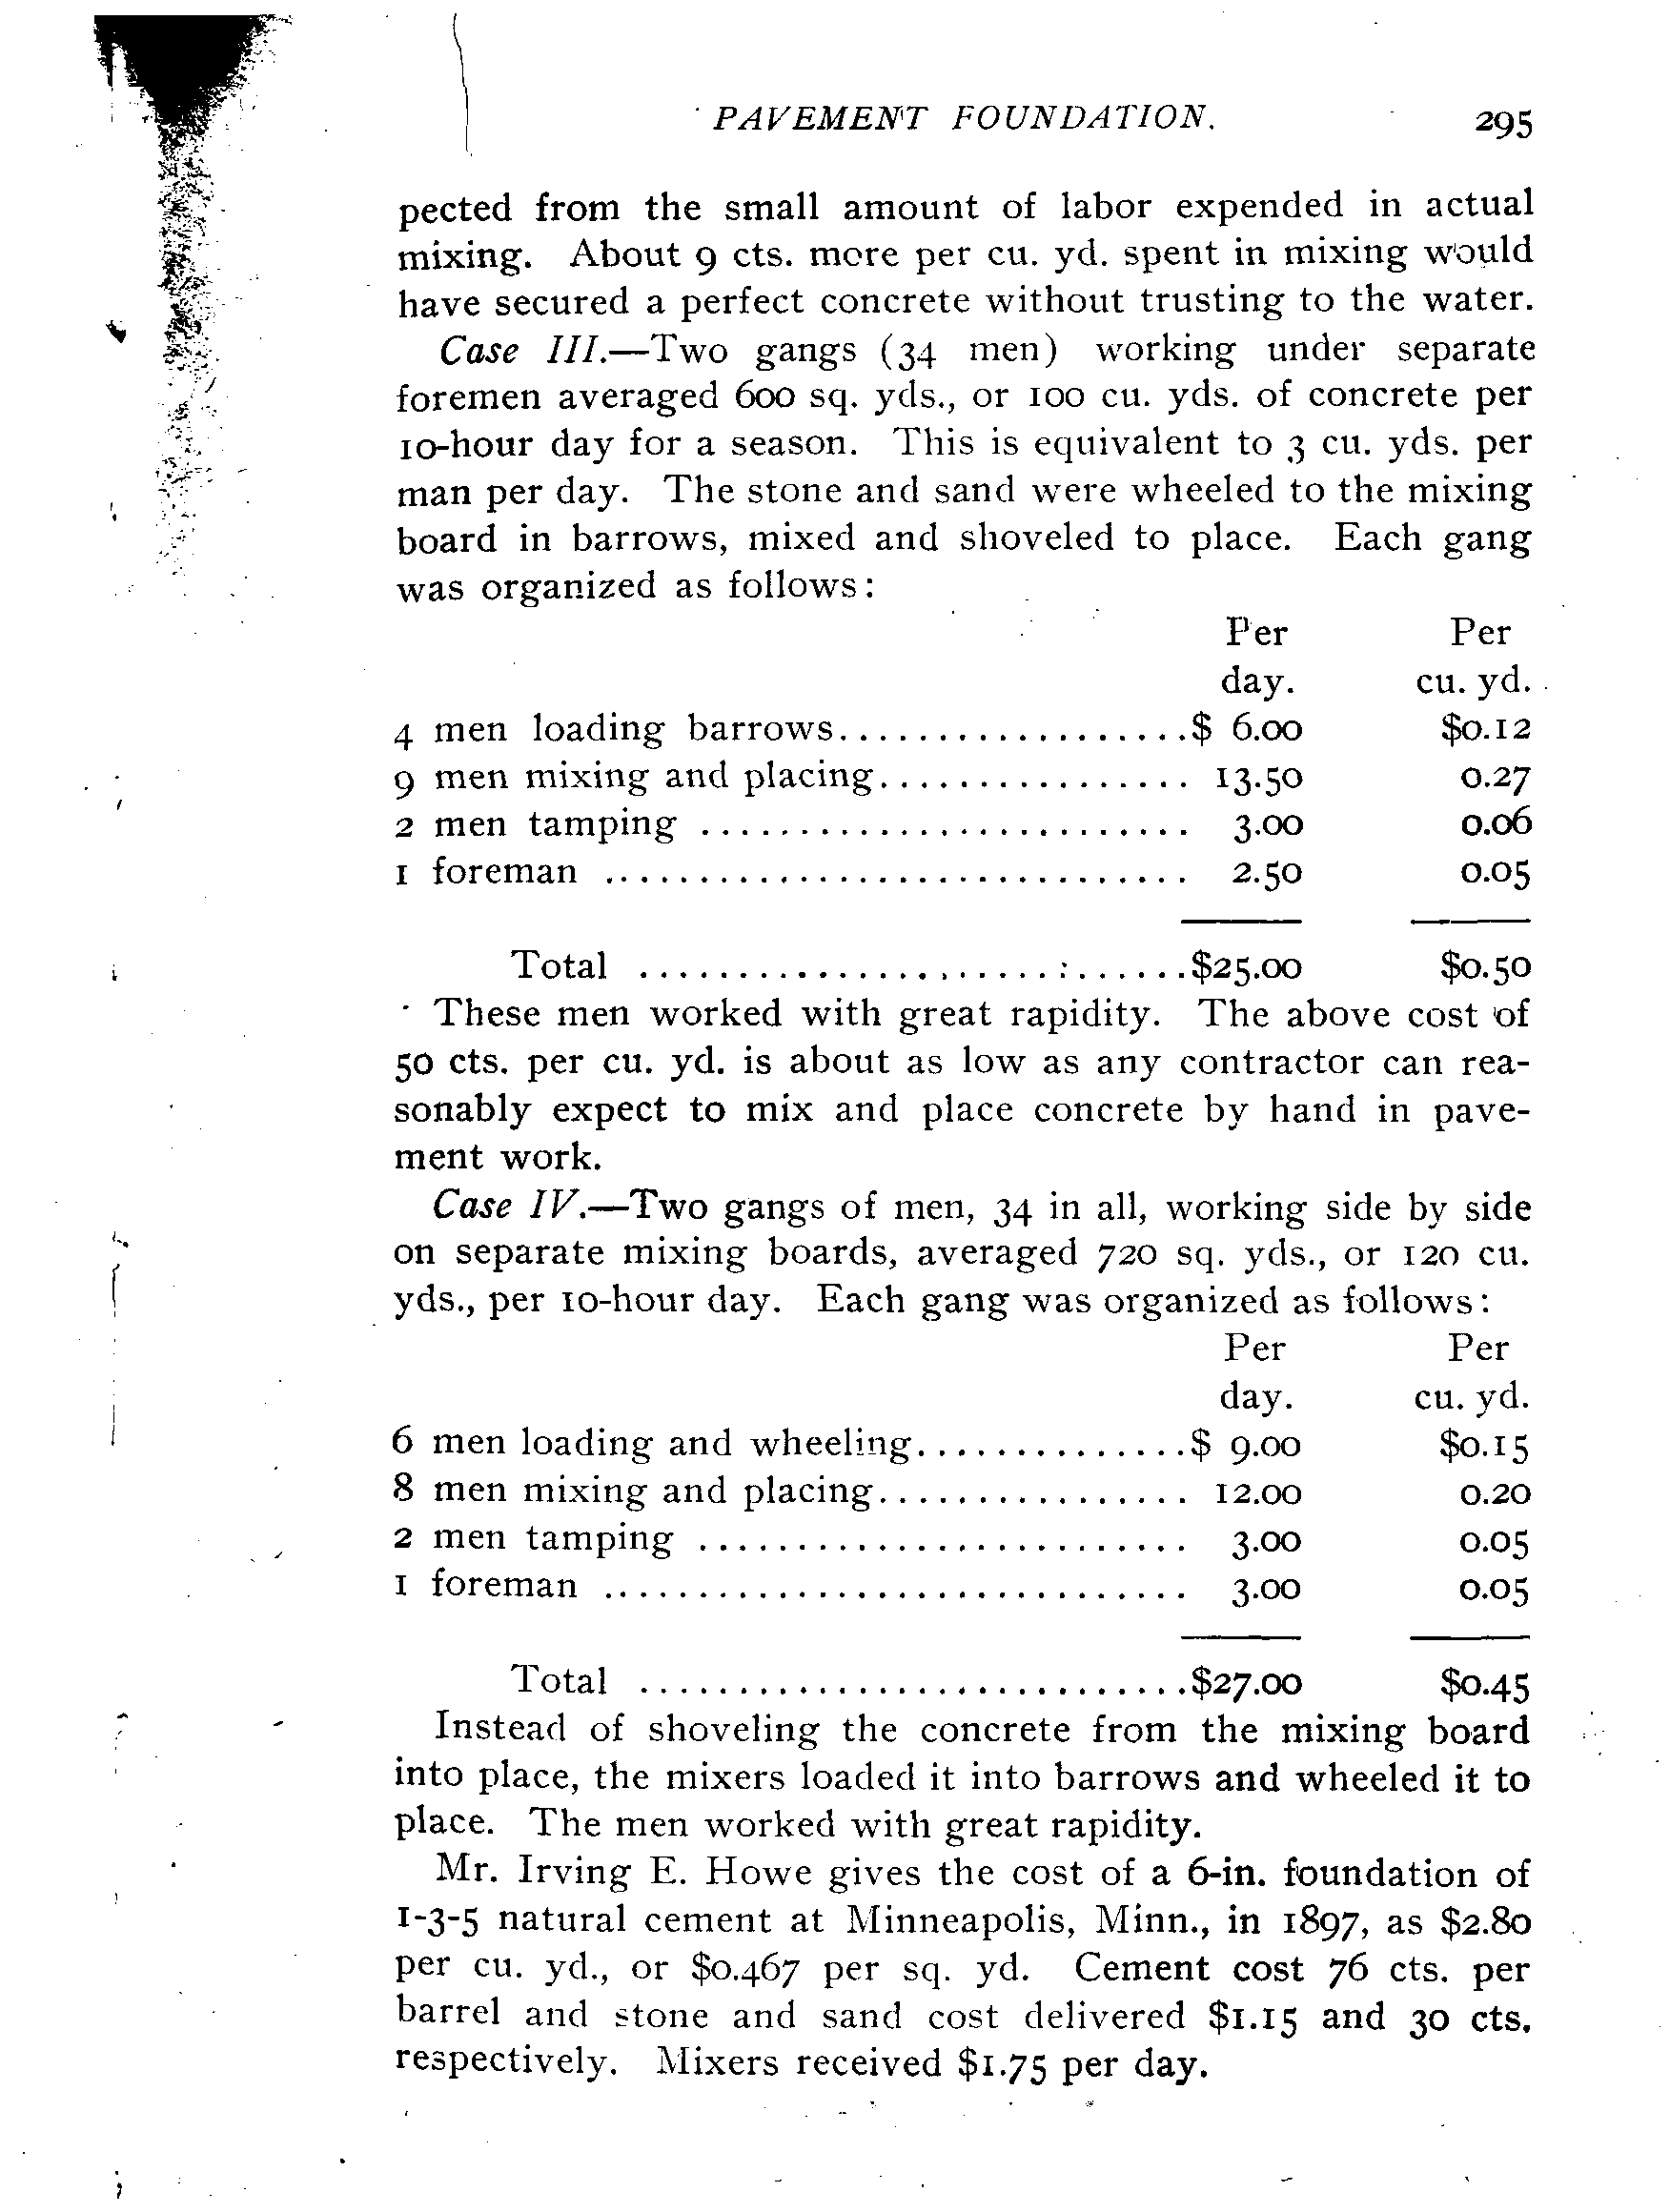 PAVEMENT FOUNDATION. 295
pected from the small amount of labor expended in actual
mixing. About 9 cts. more per cu. yd. spent in mixing would
have secured a perfect concrete without trusting to the water.
Case III.—Two gangs (34 men) working under separate
foremen averaged 600 sq. yds., or 100 cu. yds. of concrete per
10-hour day for a season. This is equivalent to 3 cu. yds. per
man per day. The stone and sand were wheeled to the mixing
board in barrows, mixed and shoveled to place. Each gang
was organized as follows:
Per Per
day. cu. yd.
4 men loading barrows..................$ 6.00 $0.12
9 men mixing and placing................ 13.50 0.27
2 men tamping ......................... 3.00 0.06
1 foreman .............................. 2.50 0.05
Total ............................$25.00 $0.50
These men worked with great rapidity. The above cost of
50 cts. per cu. yd. is about as low as any contractor can rea-
sonably expect to mix and place concrete by hand in pave-
ment work.
Case IV.—Two gangs of men, 34 in all, working side by side
on separate mixing boards, averaged 720 sq. yds., or 120 cu.
yds., per 10-hour day. Each gang was organized as follows:
Per Per
day. cu. yd.
6 men loading and wheeling..............$ 9.00 $0.15
8 men mixing and placing................ 12.00 0.20
2 men tamping ......................... 3.00 0.05
1 foreman .............................. 3.00 0.05
Total ............................$27.00 $0.45
Instead of shoveling the concrete from the mixing board
into place, the mixers loaded it into barrows and wheeled it to
place. The men worked with great rapidity.
Mr. Irving E. Howe gives the cost of a 6-in. foundation of
1-3-5 natural cement at Minneapolis, Minn., in 1897, as $2.80
per cu. yd., or $0.467 per sq. yd. Cement cost 76 cts. per
barrel and stone and sand cost delivered $1.15 and 30 cts.
respectively. Mixers received $1.75 per day.